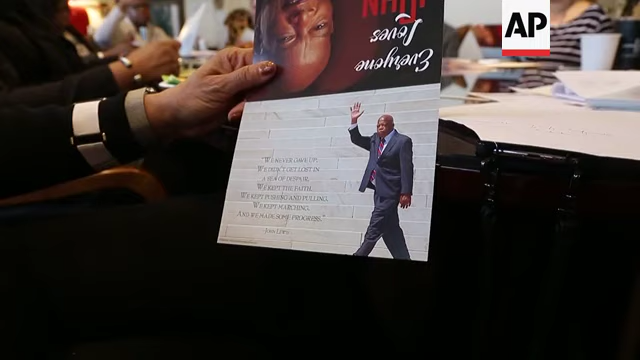 AP
Everyone
Loves
JOHN
"WE NEVER GAVE UP.
WE DIDN'T GET LOST IN
A SEA OF DESPAIR.
WE KEPT THE FAITH.
WE KEPT PUSHING AND PULLING.
WE KEPT MARCHING.
AND WE MADE SOME PROGRESS."
JOHN LEWIS